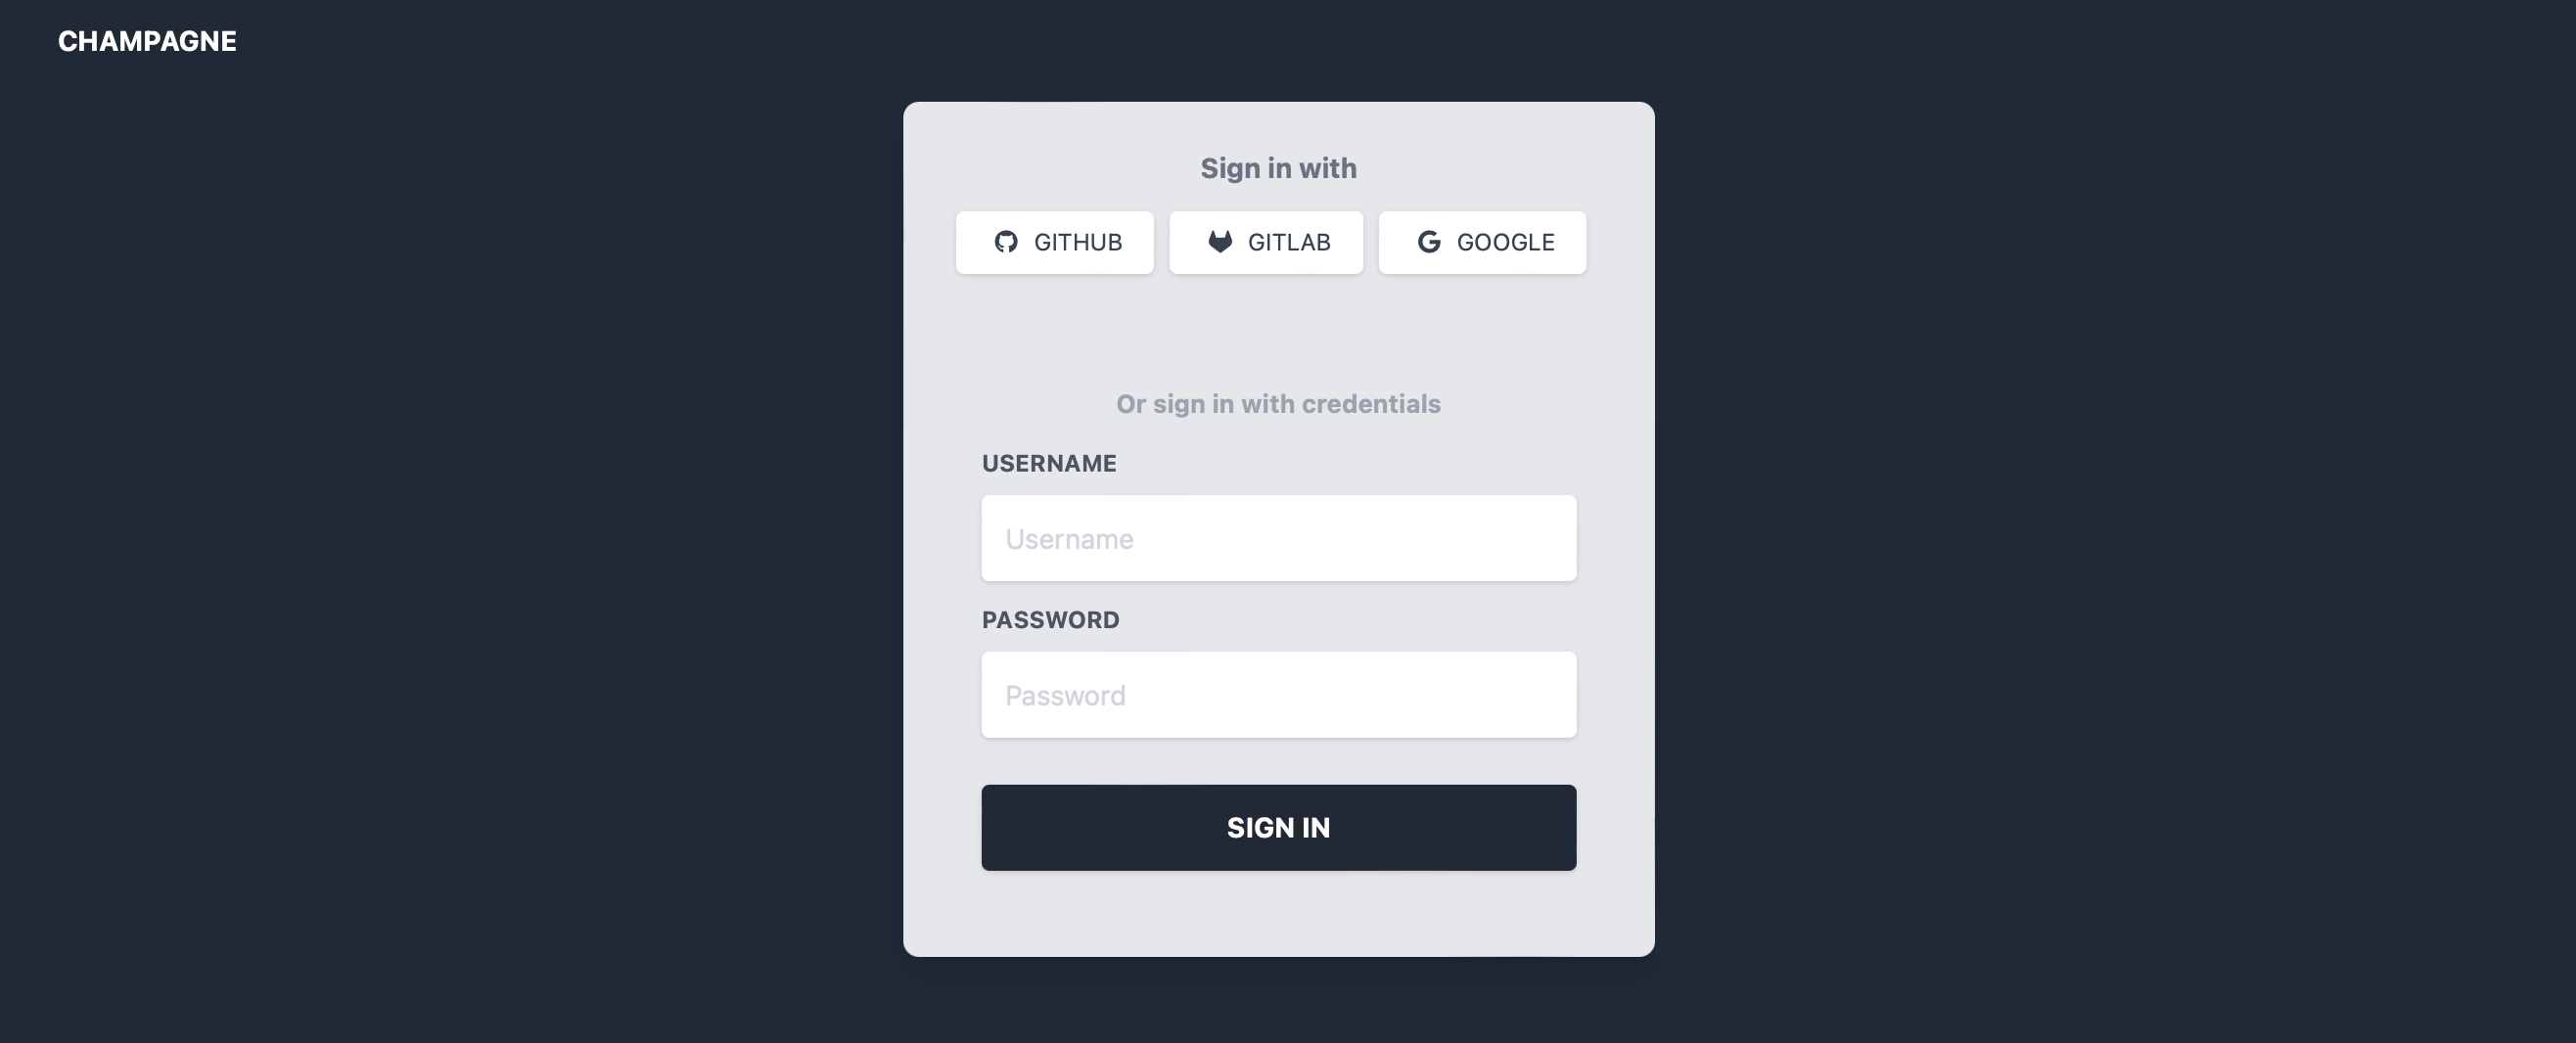 CHAMPAGNE
Sign in with
GITHUB GITLAB GOOGLE
Or sign in with credentials
USERNAME
Username
PASSWORD
Password
SIGN IN